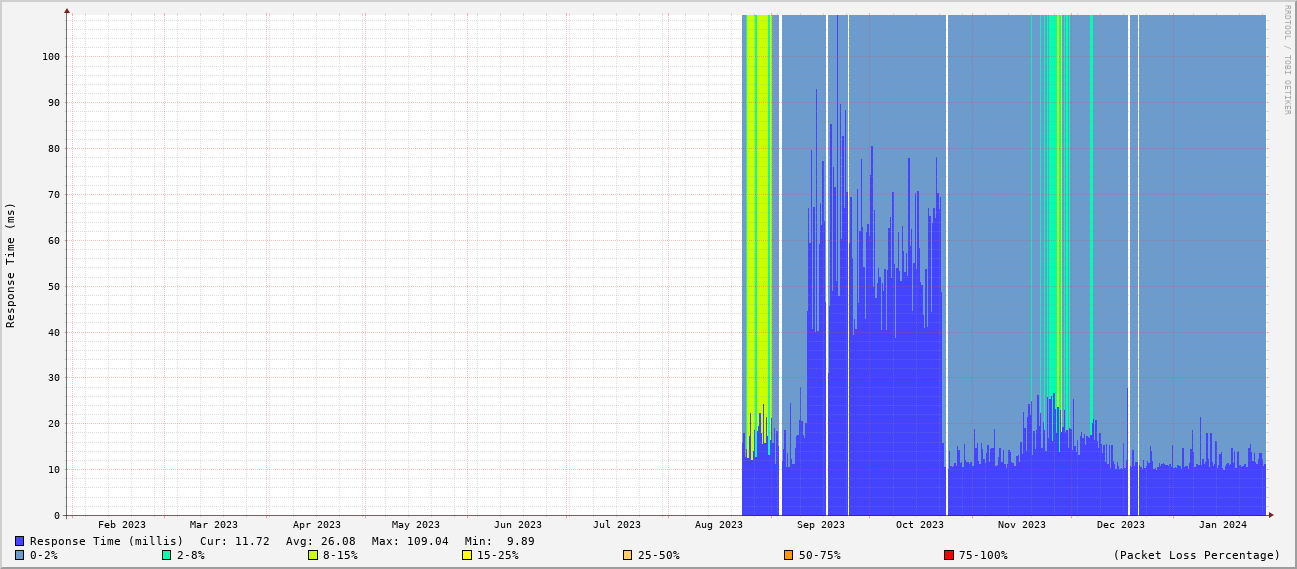 RRDTOOL / TOBI OETIKER
Response Time (ms)
100
90
80
70
60
50
40
30
20
10
0
Feb 2023 Mar 2023 Apr 2023 May 2023 Jun 2023 Jul 2023 Aug 2023 Sep 2023 Oct 2023 Nov 2023 Dec 2023 Jan 2024
Response Time (millis) Cur: 11.72 Avg: 26.08 Max: 109.04 Min: 9.89
0-2% 2-8% 8-15% 15-25% 25-50% 50-75% 75-100% (Packet Loss Percentage)